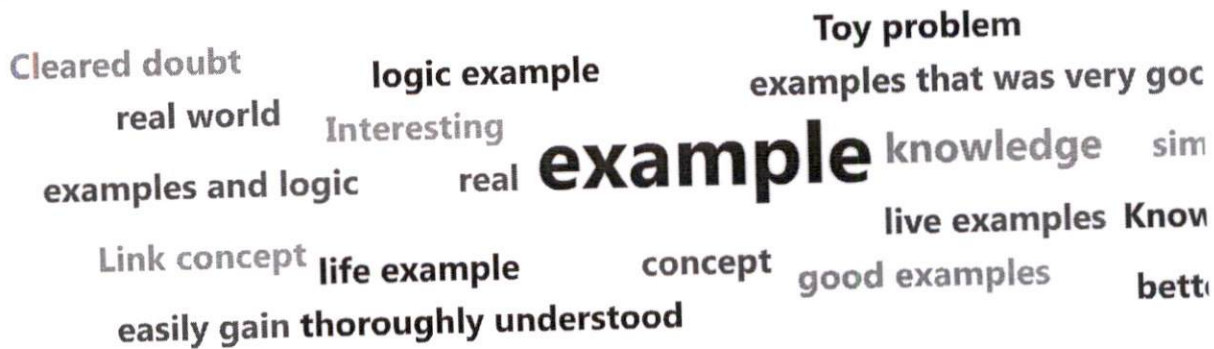 Toy problem
Cleared doubt logic example examples that was very goc
real world Interesting example knowledge sim
examples and logic real
live examples Know
Link concept life example concept good examples bett
easily gain thoroughly understood